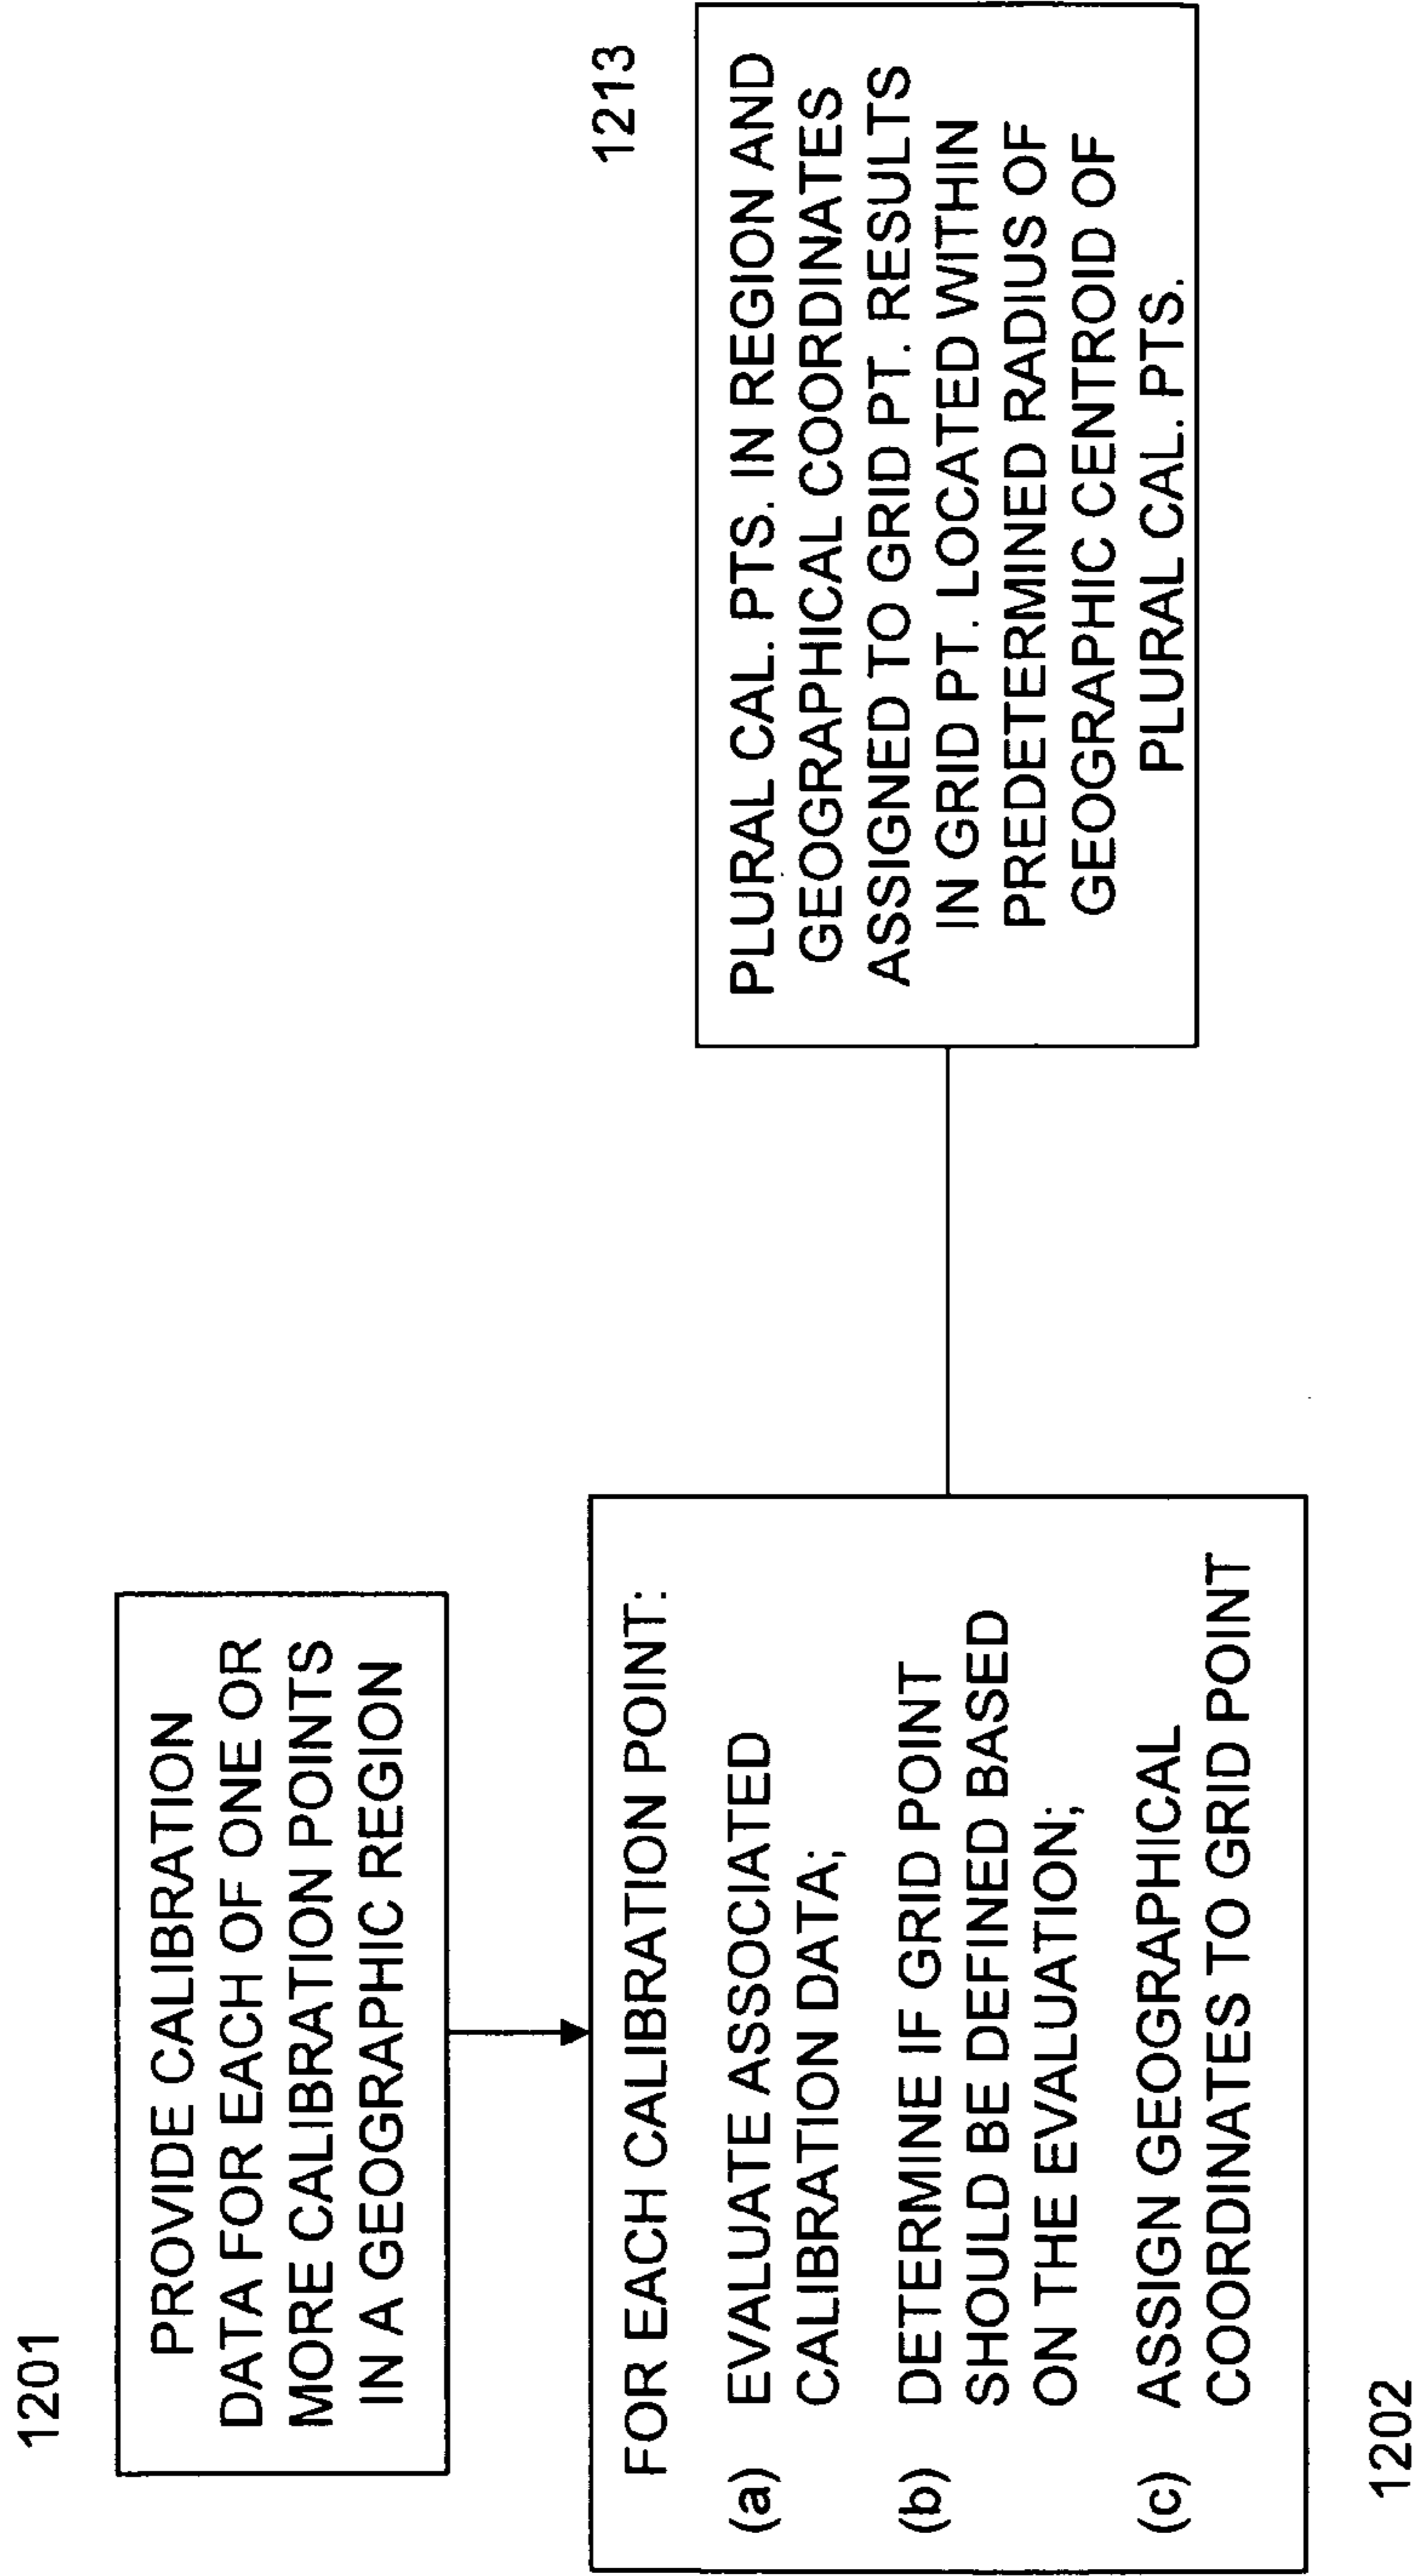 1201
PROVIDE CALIBRATION
DATA FOR EACH OF ONE OR
MORE CALIBRATION POINTS
IN A GEOGRAPHIC REGION
FOR EACH CALIBRATION POINT:
(a) EVALUATE ASSOCIATED
CALIBRATION DATA;
(b) DETERMINE IF GRID POINT
SHOULD BE DEFINED BASED
ON THE EVALUATION;
(c) ASSIGN GEOGRAPHICAL
COORDINATES TO GRID POINT
1202
1213
PLURAL CAL. PTS. IN REGION AND
GEOGRAPHICAL COORDINATES
ASSIGNED TO GRID PT. RESULTS
IN GRID PT. LOCATED WITHIN
PREDETERMINED RADIUS OF
GEOGRAPHIC CENTROID OF
PLURAL CAL. PTS.